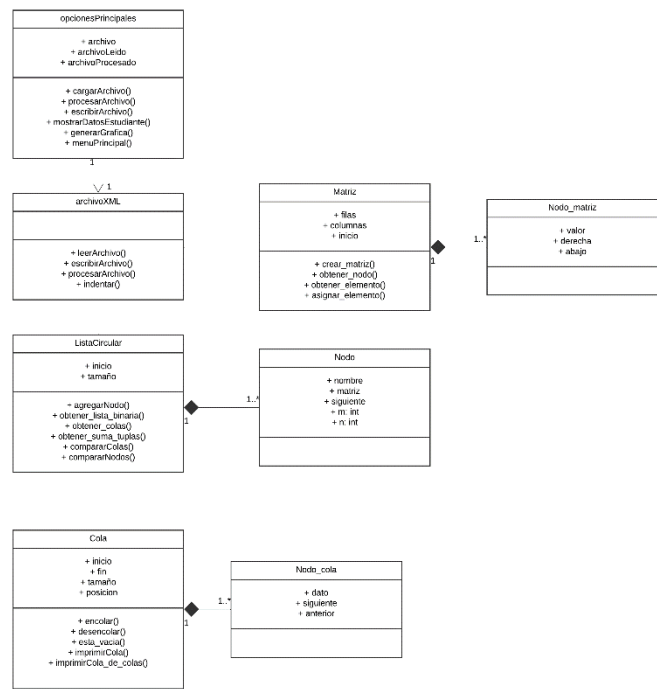 opcionesPrincipales
+ archivo
+ archivoLeido
+ archivoProcesado
+ cargarArchivo()
+ procesarArchivo()
+ escribirArchivo()
+ mostrarDatosEstudiante()
+ generarGrafica()
+ menuPrincipal()
1
1
archivoXML
+ leerArchivo()
+ escribirArchivo()
+ procesarArchivo()
+ indentar()
Matriz
+ filas
+ columnas
+ inicio
+ crear_matriz()
+ obtener_nodo()
+ obtener_elemento()
+ asignar_elemento()
1
1..*
Nodo_matriz
+ valor
+ derecha
+ abajo
ListaCircular
+ inicio
+ tamaño
+ agregarNodo()
+ obtener_lista_binaria()
+ obtener_colas()
+ obtener_suma_tuplas()
+ compararColas()
+ compararNodos()
1
1..*
Nodo
+ nombre
+ matriz
+ siguiente
+ m: int
+ n: int
Cola
+ inicio
+ fin
+ tamaño
+ posicion
+ encolar()
+ desencolar()
+ esta_vacia()
+ imprimirCola()
+ imprimirCola_de_colas()
1
1..*
Nodo_cola
+ dato
+ siguiente
+ anterior